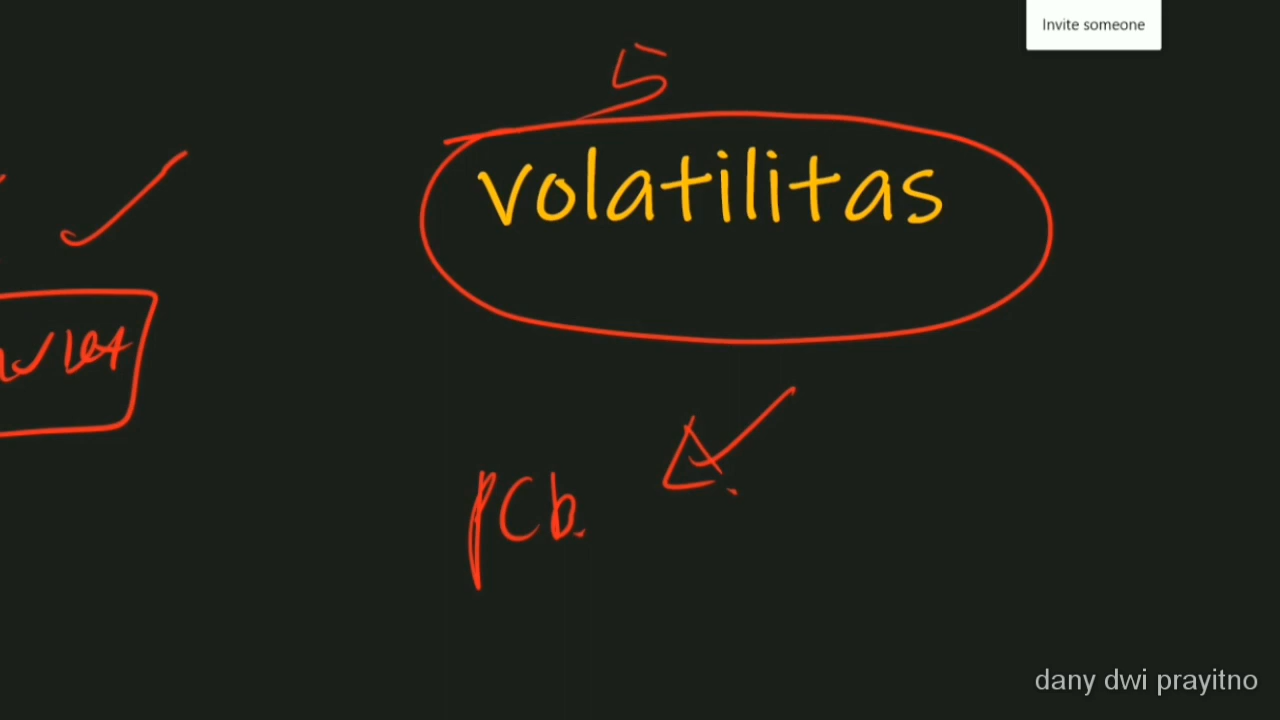 Invite someone
5
volatilitas
PCb.
dany dwi prayitno